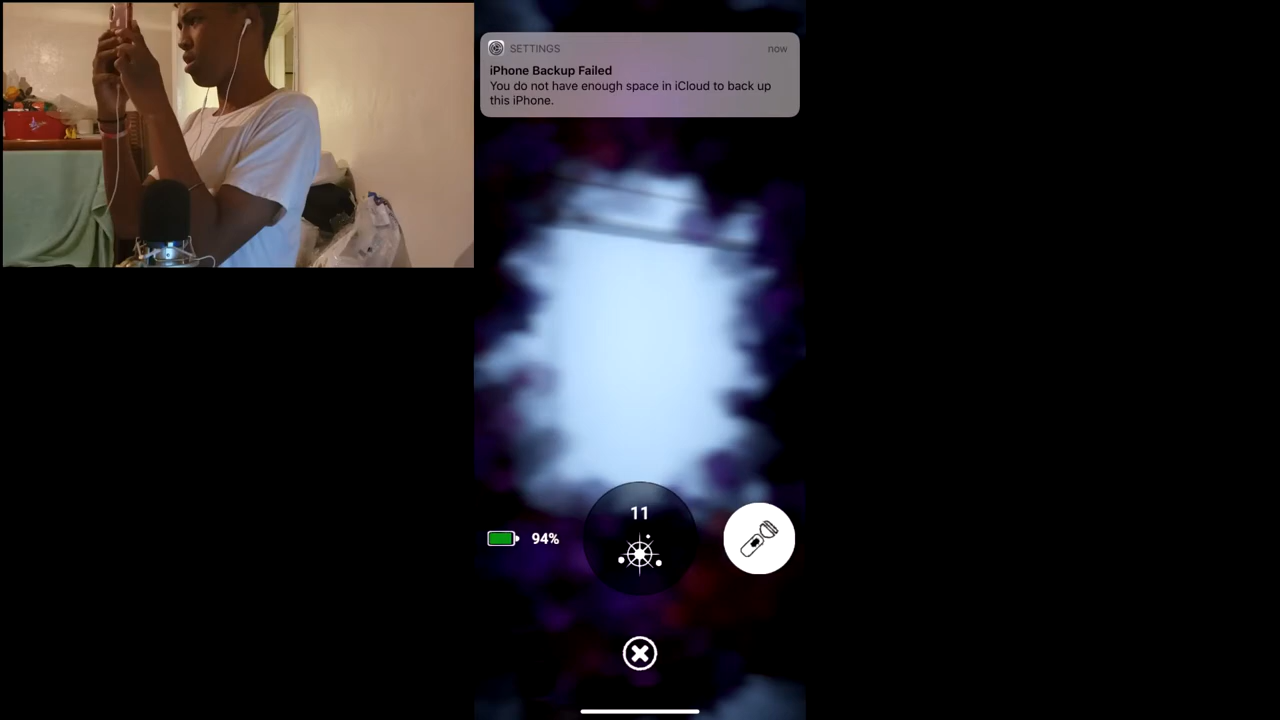 SETTINGS now
iPhone Backup Failed
You do not have enough space in iCloud to back up
this iPhone.
11
94%